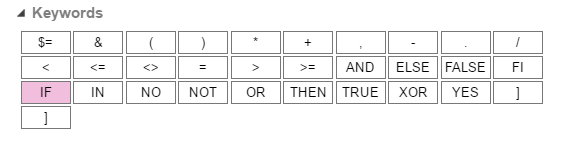 Keywords
$= & ( ) * + , - . /
< <= <> = > >= AND ELSE FALSE FI
IF IN NO NOT OR THEN TRUE XOR YES ]
]